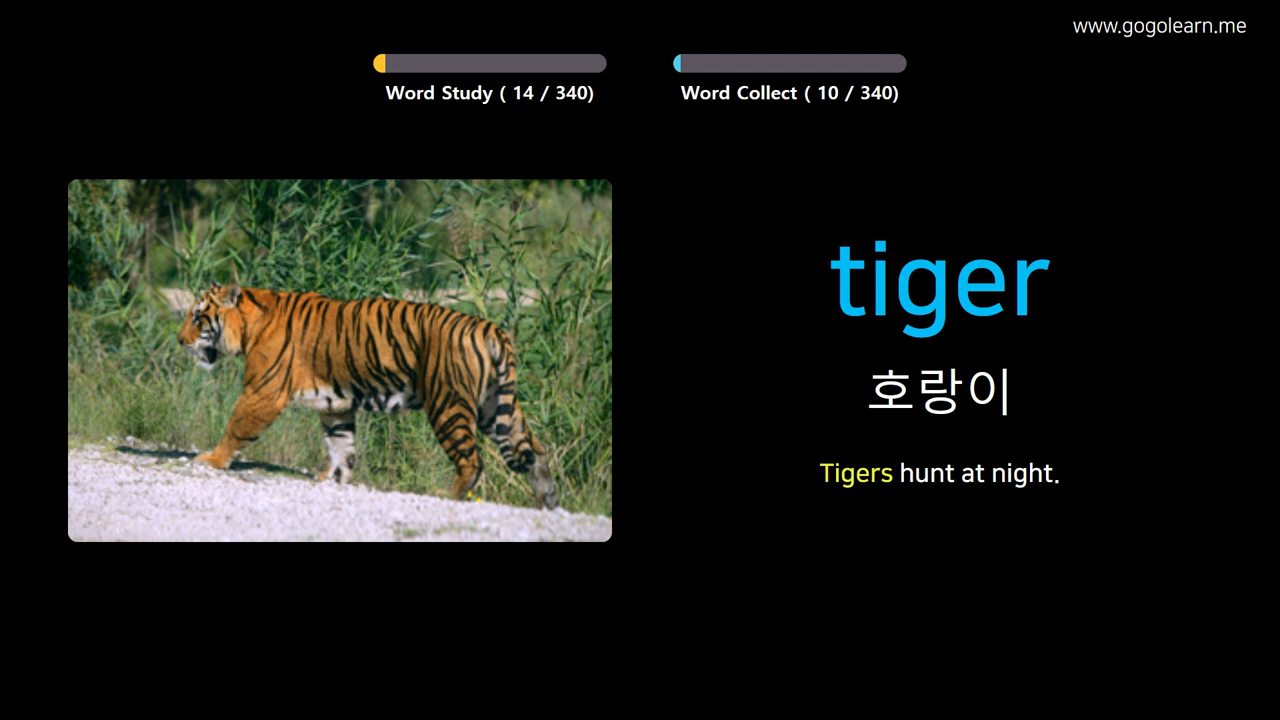 www.gogolearn.me
Word Study ( 14 / 340)
Word Collect ( 10 / 340)
tiger
호랑이
Tigers hunt at night.